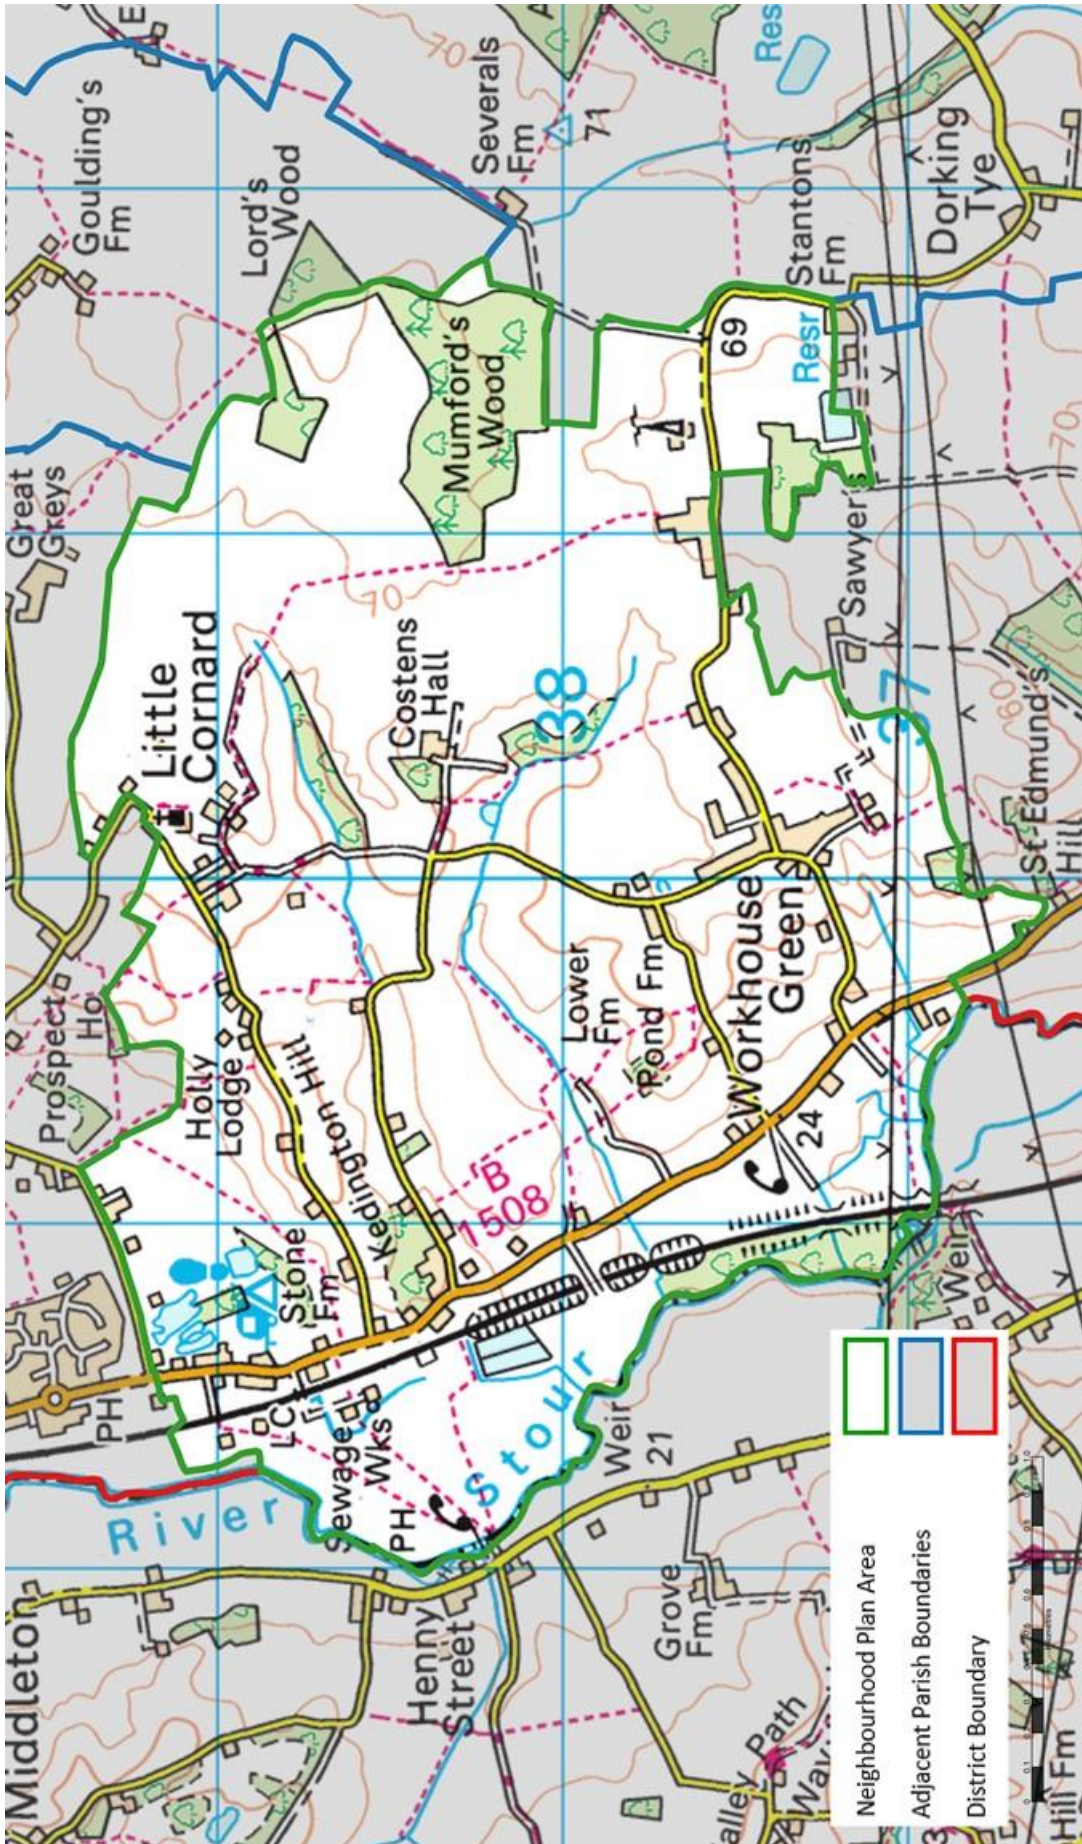 Middleton
River
Stour
PH
Prospect
Ho
Great
Greys
Goulding's
Fm
E
A
70
Lord's
Wood
Severals
Fm
71
Res
Little
Cornard
Holly
Lodge
Kedington Hill
Stone
Fm
LC
Sewage
Wks
PH
Henny
Street
Costens
Hall
70
Mumford's
Wood
38
B
1508
Lower
Fm
Pond Fm
Weir
21
Grove
Fm
69
Resr
Stantons
Fm
Dorking
Tye
Sawyer
Workhouse
Green
24
37
60
70
St Edmund's
Hill
Weir
Path
Way
Hill Fm
Neighbourhood Plan Area
Adjacent Parish Boundaries
District Boundary